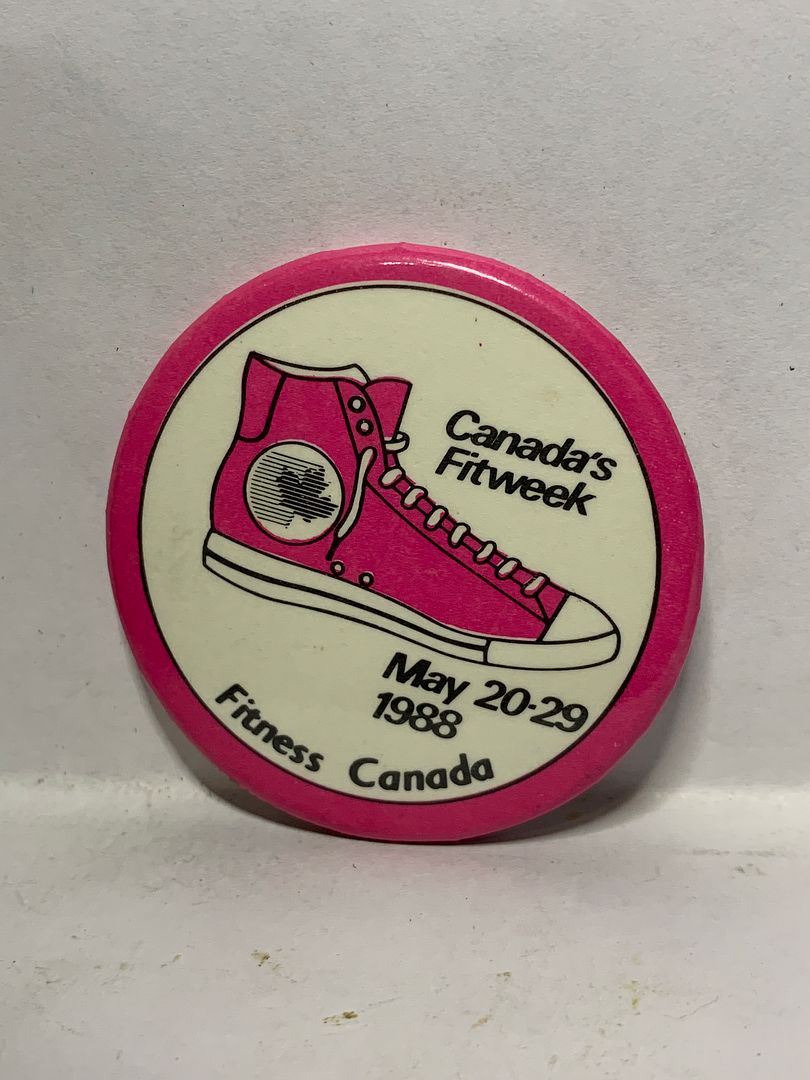 Canada's
Fitweek
May 20-29
1988
Fitness Canada